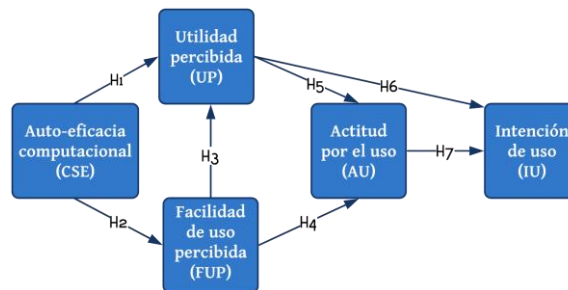 Utilidad
percibida
(UP)
H1
H5
H6
Auto-eficacia
computacional
(CSE)
H3
Actitud
por el uso
(AU)
H7
Intención
de uso
(IU)
H2
Facilidad
de uso
percibida
(FUP)
H4